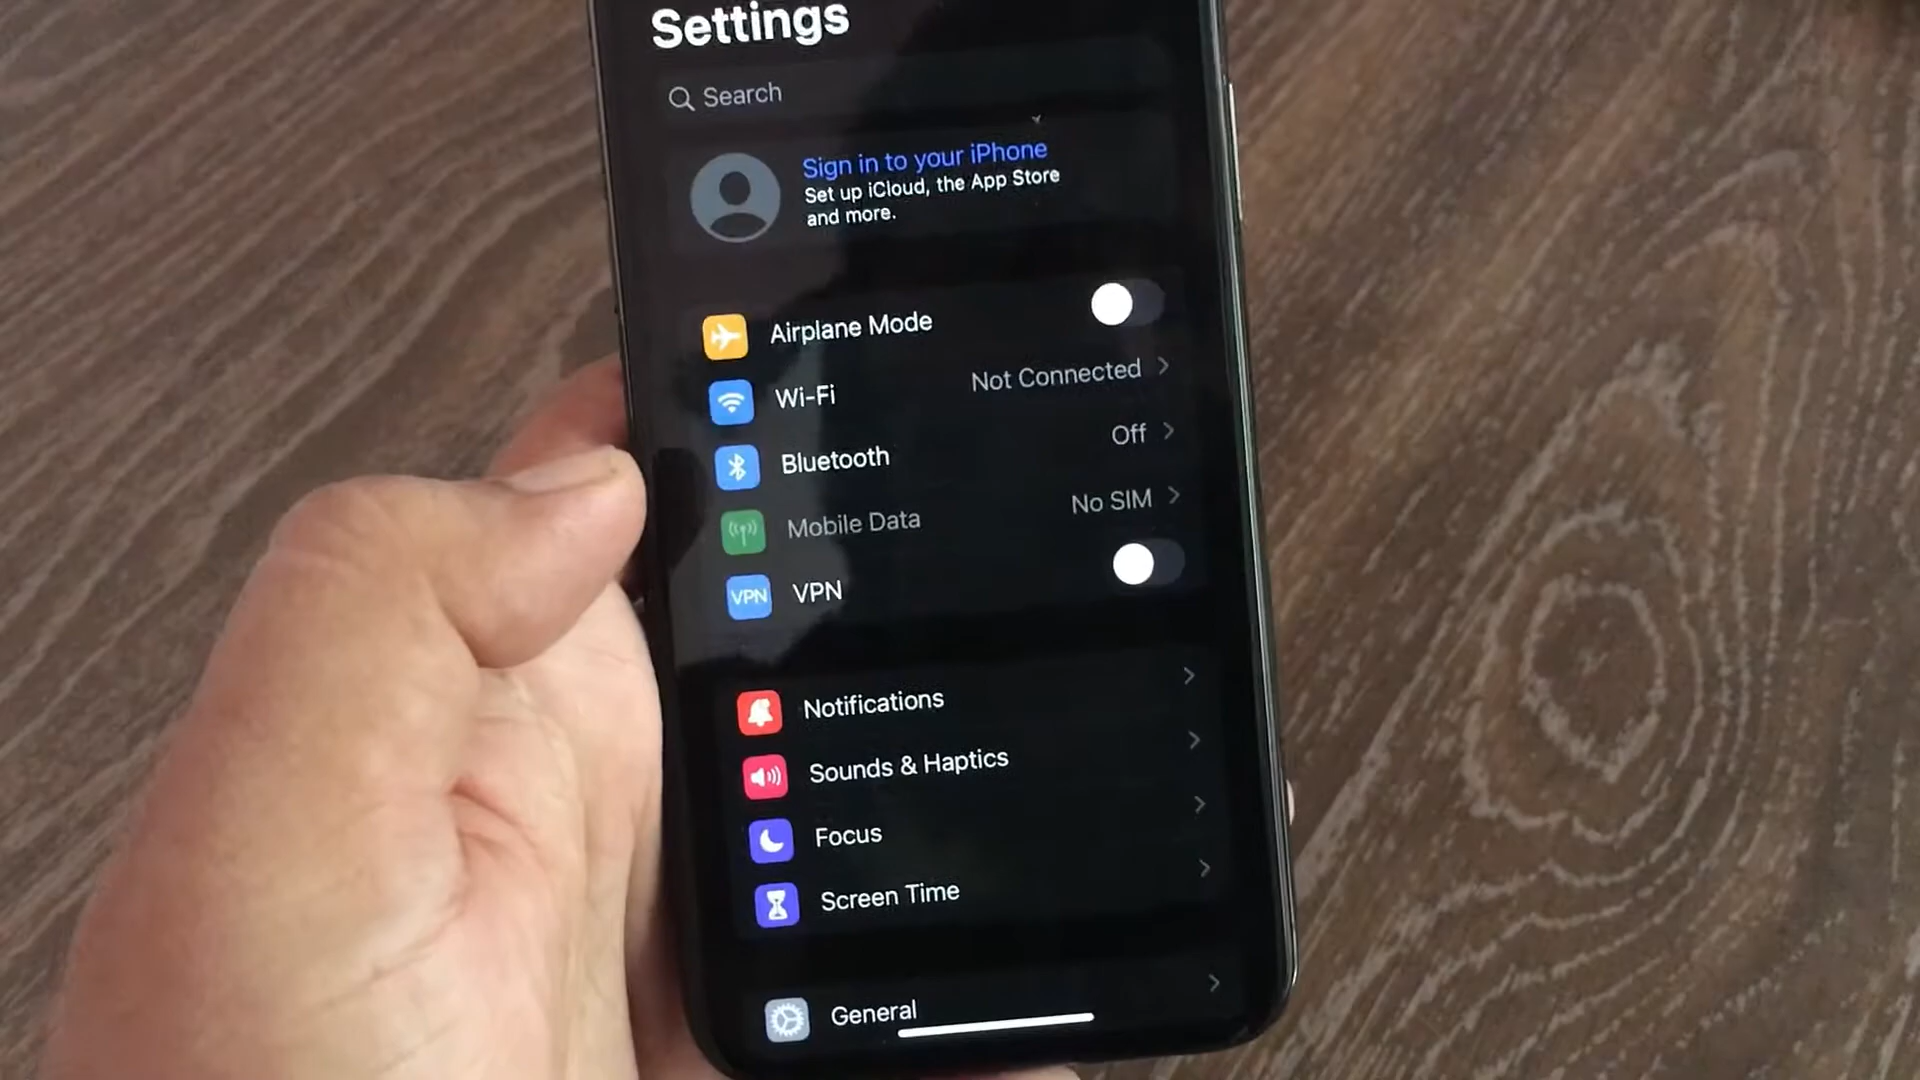 Settings
Search
Sign in to your iPhone
Set up iCloud, the App Store
and more.
Airplane Mode
Wi-Fi Not Connected
Bluetooth Off
Mobile Data No SIM
VPN VPN
Notifications
Sounds & Haptics
Focus
Screen Time
General